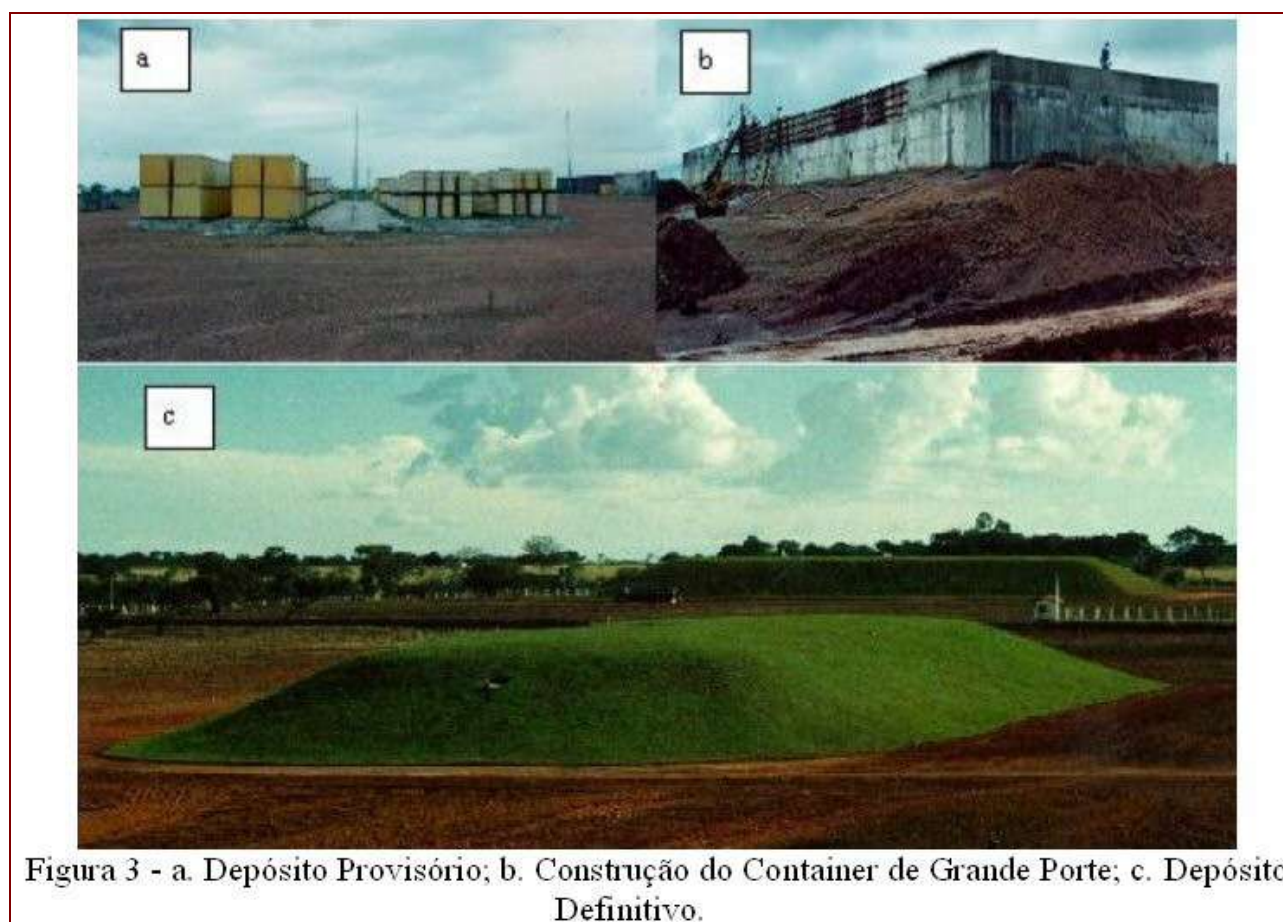 a
b
c
Figura 3 - a. Depósito Provisório; b. Construção do Container de Grande Porte; c. Depósito
Definitivo.